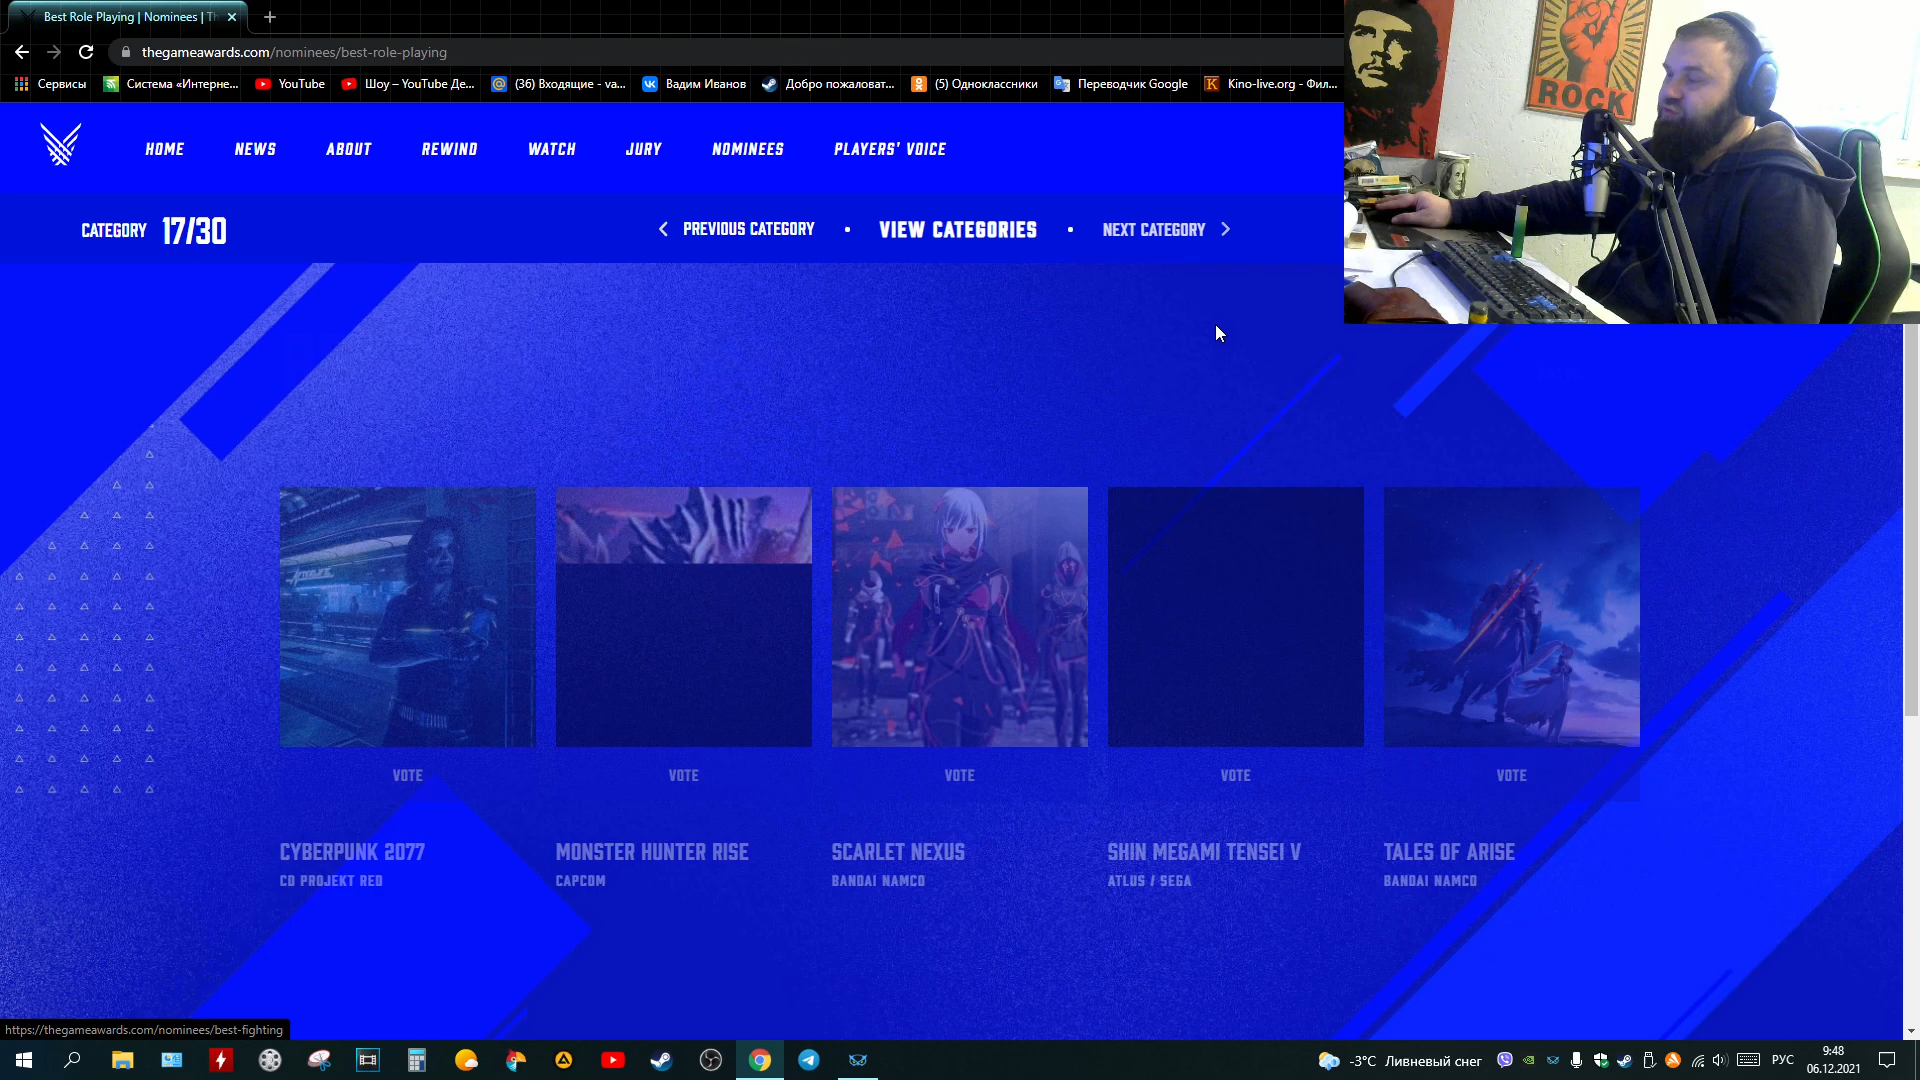 Best Role Playing | Nominees | Th
thegameawards.com/nominees/best-role-playing
Сервисы
Система «Интерне...
YouTube
Шоу – YouTube Де...
(36) Входящие - va...
Вадим Иванов
Добро пожаловат...
(5) Одноклассники
Переводчик Google
Kino-live.org - Фил...
ROCK
HOME
NEWS
ABOUT
REWIND
WATCH
JURY
NOMINEES
PLAYERS' VOICE
CATEGORY 17/30
PREVIOUS CATEGORY
VIEW CATEGORIES
NEXT CATEGORY
VOTE
VOTE
VOTE
VOTE
VOTE
CYBERPUNK 2077
CD PROJEKT RED
MONSTER HUNTER RISE
CAPCOM
SCARLET NEXUS
BANDAI NAMCO
SHIN MEGAMI TENSEI V
ATLUS / SEGA
TALES OF ARISE
BANDAI NAMCO
https://thegameawards.com/nominees/best-fighting
-3°C Ливневый снег
РУС
9:48
06.12.2021